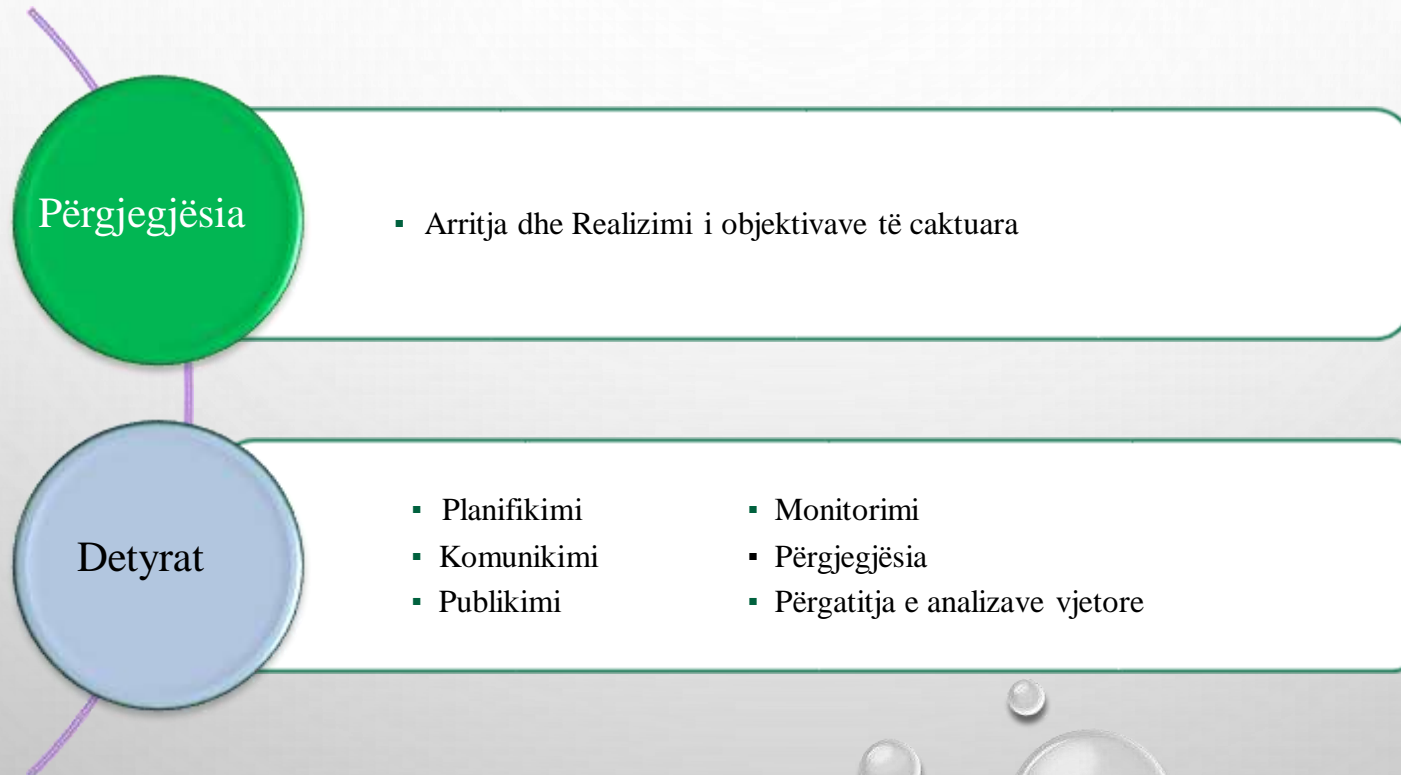 Përgjegjësia
▪ Arritja dhe Realizimi i objektivave të caktuara
Detyrat
▪ Planifikimi
▪ Komunikimi
▪ Publikimi
▪ Monitorimi
▪ Përgjegjësia
▪ Përgatitja e analizave vjetore